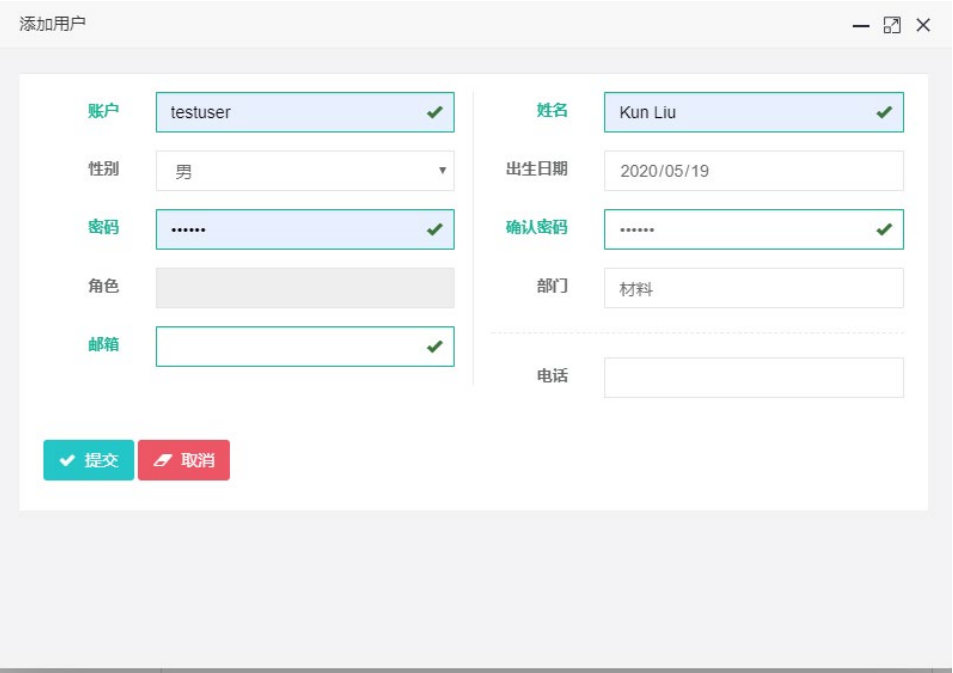 添加用户
账户 testuser 姓名 Kun Liu
性别 男 出生日期 2020/05/19
密码 •••••• 确认密码 ••••••
角色 部门 材料
邮箱
电话
提交 取消